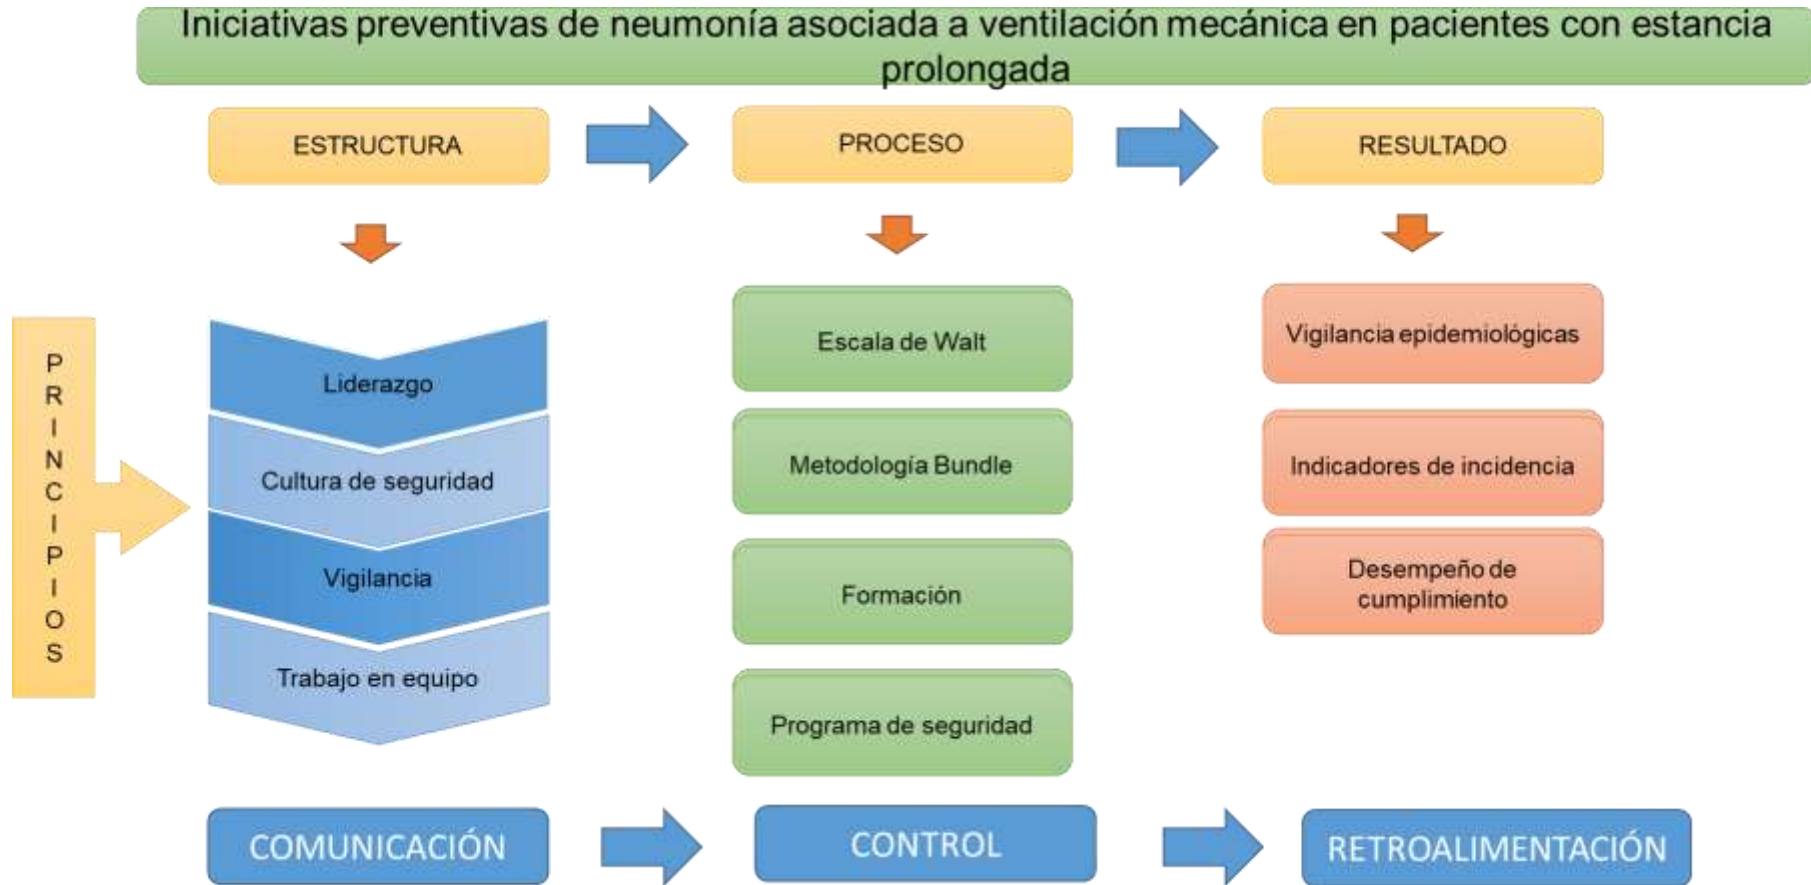 Iniciativas preventivas de neumonía asociada a ventilación mecánica en pacientes con estancia
prolongada
ESTRUCTURA
PROCESO
RESULTADO
PRINCIPIOS
Liderazgo
Cultura de seguridad
Vigilancia
Trabajo en equipo
Escala de Walt
Metodología Bundle
Formación
Programa de seguridad
Vigilancia epidemiológicas
Indicadores de incidencia
Desempeño de
cumplimiento
COMUNICACIÓN
CONTROL
RETROALIMENTACIÓN